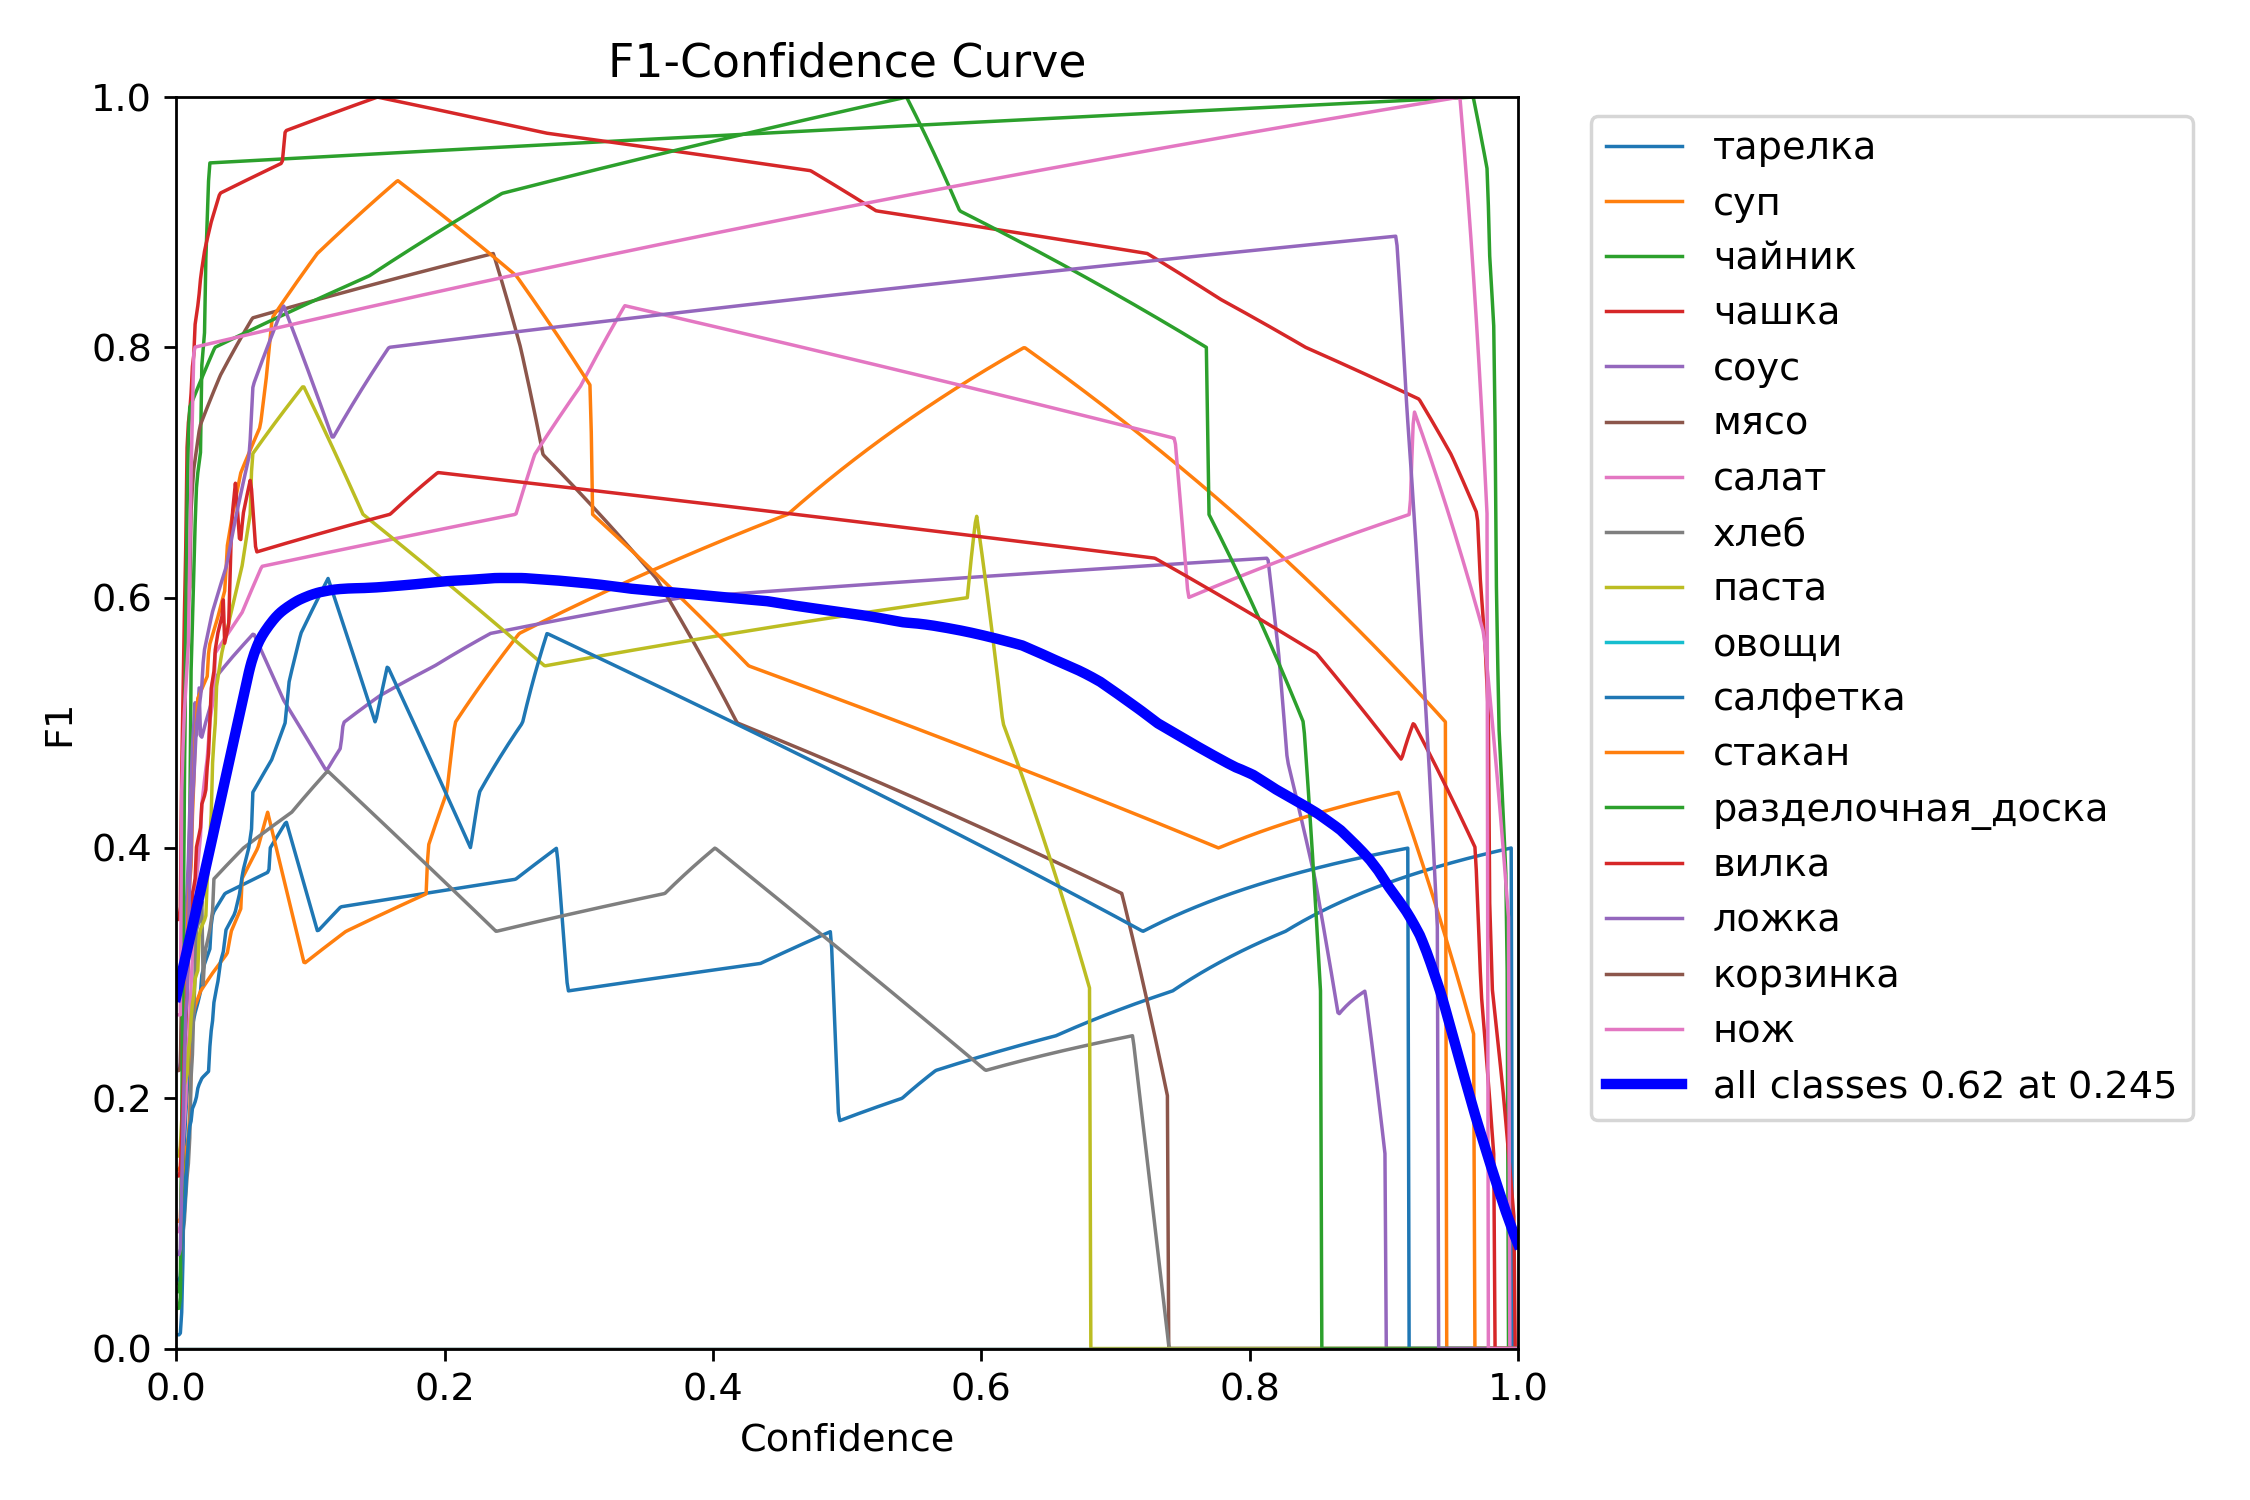 F1-Confidence Curve
1.0
0.8
0.6
0.4
0.2
0.0
F1
0.0 0.2 0.4 0.6 0.8 1.0
Confidence
тарелка
суп
чайник
чашка
соус
мясо
салат
хлеб
паста
овощи
салфетка
стакан
разделочная_доска
вилка
ложка
корзинка
нож
all classes 0.62 at 0.245